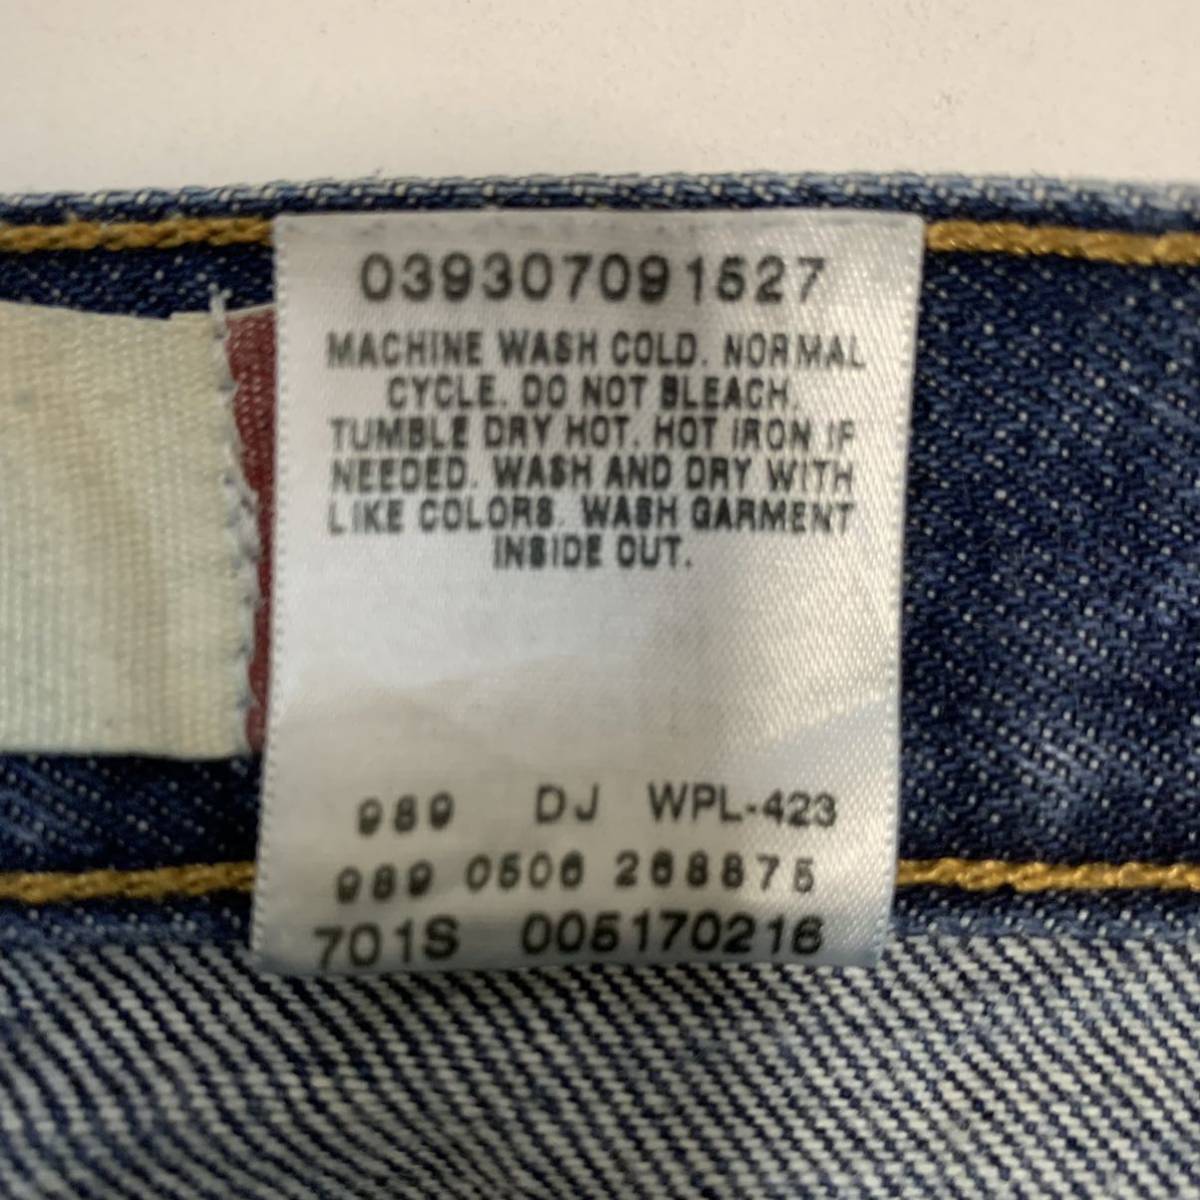 039307091527
MACHINE WASH COLD. NORMAL
CYCLE. DO NOT BLEACH.
TUMBLE DRY HOT. HOT IRON IF
NEEDED. WASH AND DRY WITH
LIKE COLORS. WASH GARMENT
INSIDE OUT.
989 DJ WPL-423
989 0506 268875
701S 005170216